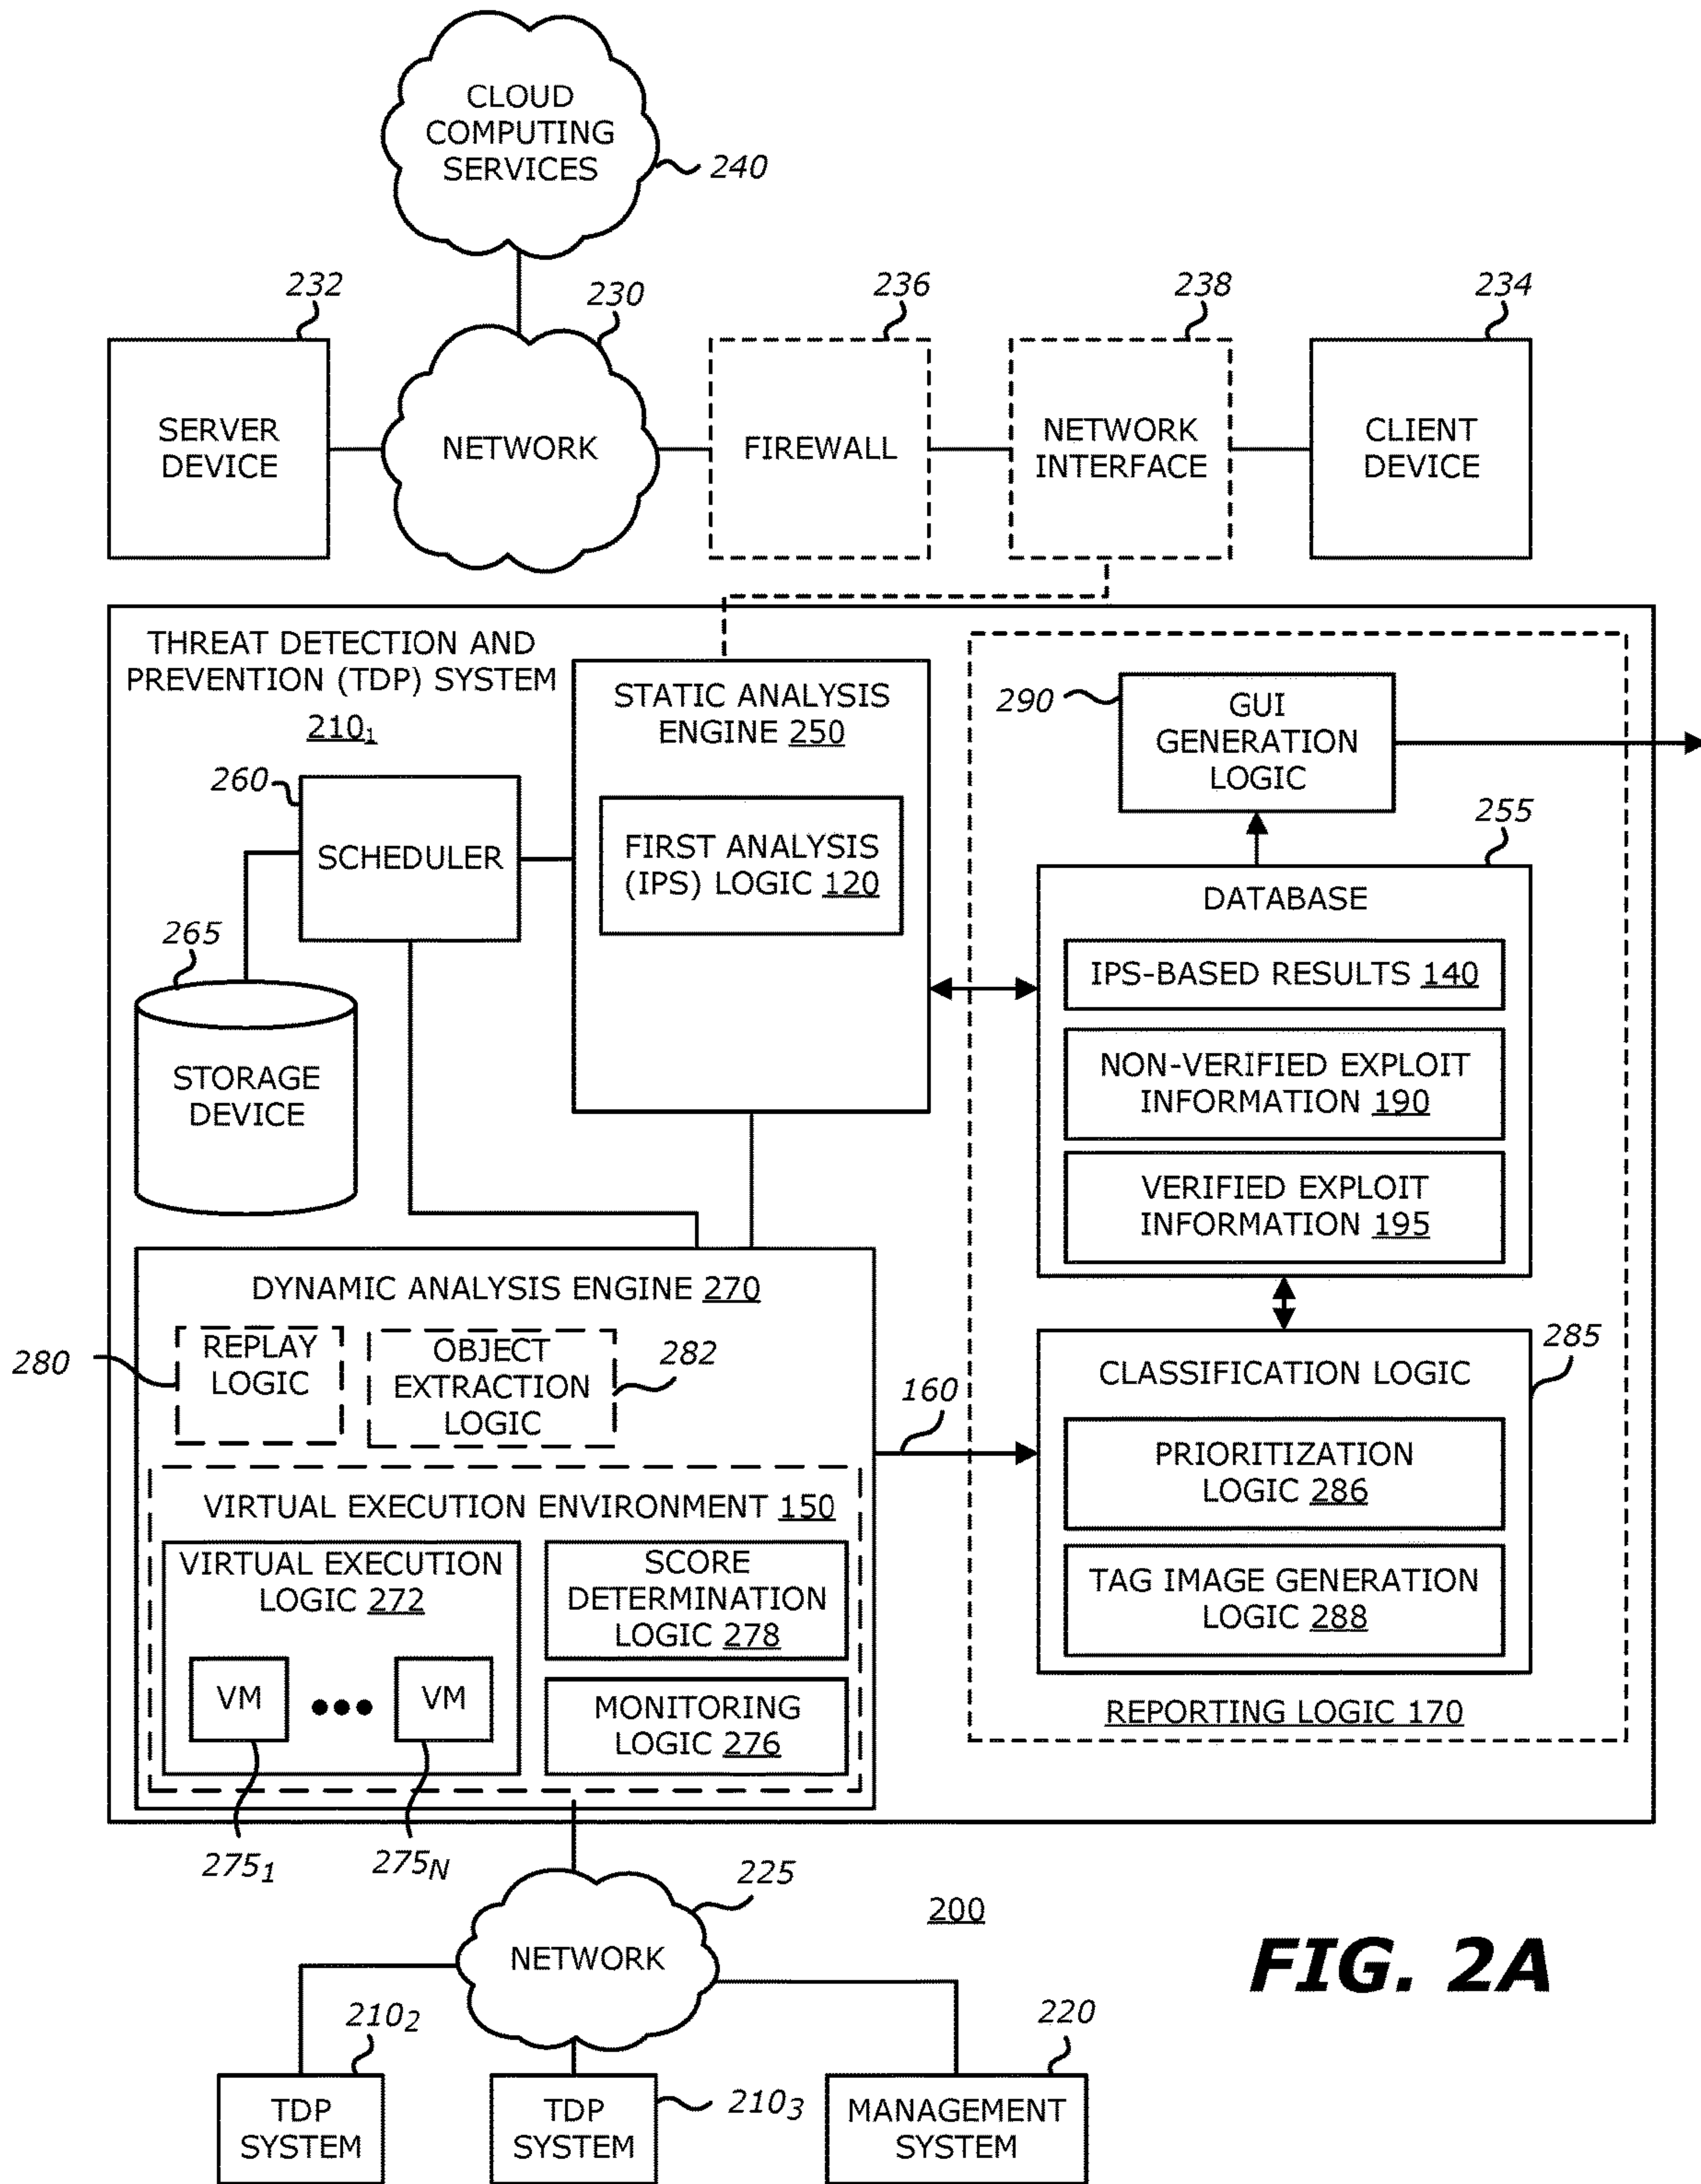 CLOUD
COMPUTING
SERVICES
240
232
230
236
238
234
SERVER
DEVICE
NETWORK
FIREWALL
NETWORK
INTERFACE
CLIENT
DEVICE
THREAT DETECTION AND
PREVENTION (TDP) SYSTEM
210₁
STATIC ANALYSIS
ENGINE 250
FIRST ANALYSIS
(IPS) LOGIC 120
260
SCHEDULER
265
STORAGE
DEVICE
290
GUI
GENERATION
LOGIC
255
DATABASE
IPS-BASED RESULTS 140
NON-VERIFIED EXPLOIT
INFORMATION 190
VERIFIED EXPLOIT
INFORMATION 195
DYNAMIC ANALYSIS ENGINE 270
280
REPLAY
LOGIC
OBJECT
EXTRACTION
LOGIC
282
160
285
CLASSIFICATION LOGIC
PRIORITIZATION
LOGIC 286
TAG IMAGE GENERATION
LOGIC 288
REPORTING LOGIC 170
VIRTUAL EXECUTION ENVIRONMENT 150
VIRTUAL EXECUTION
LOGIC 272
VM
VM
SCORE
DETERMINATION
LOGIC 278
MONITORING
LOGIC 276
275₁
275N
225
NETWORK
200
FIG. 2A
210₂
210₃
220
TDP
SYSTEM
TDP
SYSTEM
MANAGEMENT
SYSTEM